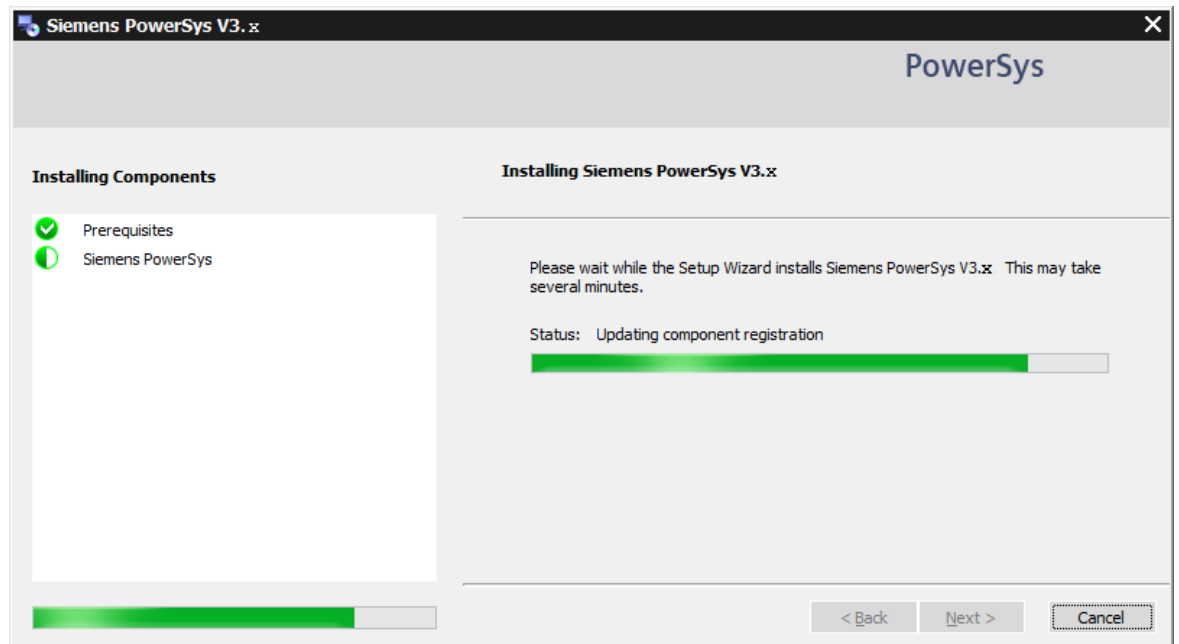 Siemens PowerSys V3.x
PowerSys
Installing Components
Prerequisites
Siemens PowerSys
Installing Siemens PowerSys V3.x
Please wait while the Setup Wizard installs Siemens PowerSys V3.x. This may take
several minutes.
Status: Updating component registration
< Back Next > Cancel